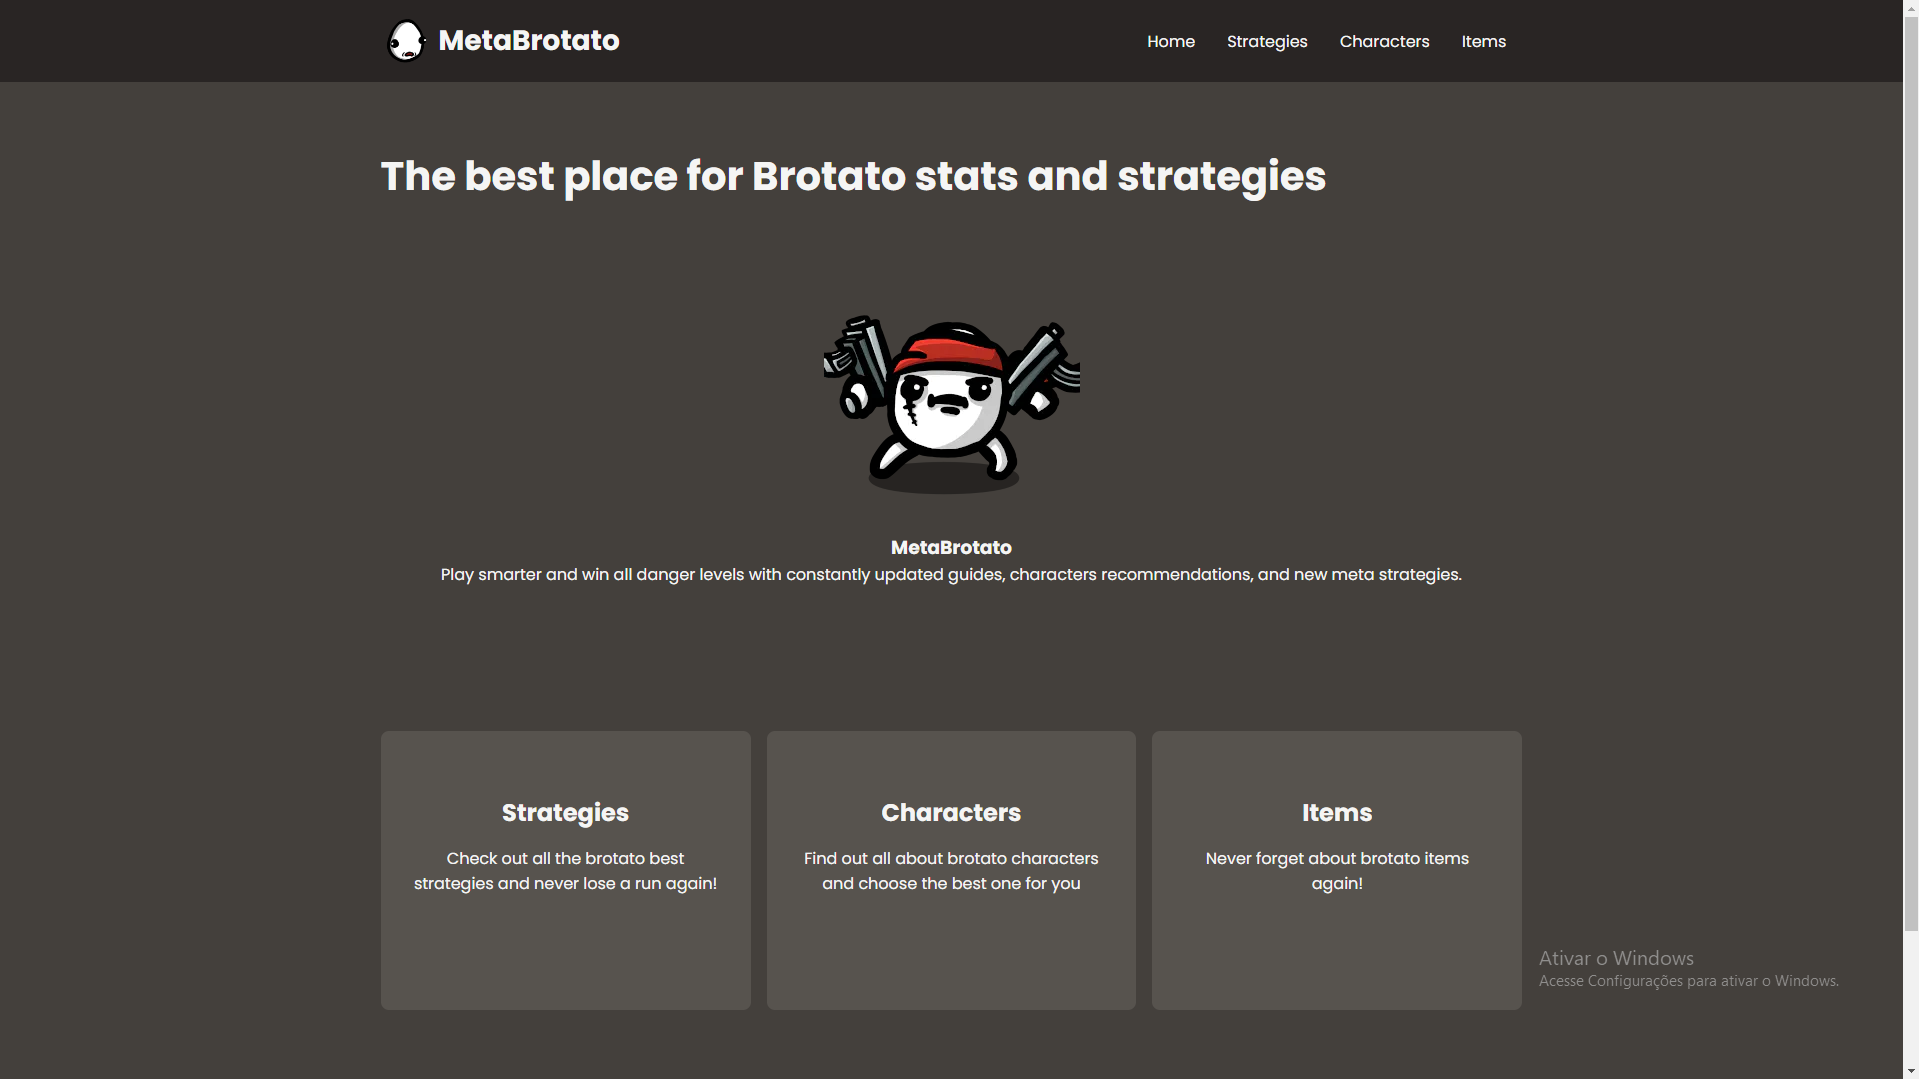 MetaBrotato
Home
Strategies
Characters
Items
The best place for Brotato stats and strategies
MetaBrotato
Play smarter and win all danger levels with constantly updated guides, characters recommendations, and new meta strategies.
Strategies
Check out all the brotato best
strategies and never lose a run again!
Characters
Find out all about brotato characters
and choose the best one for you
Items
Never forget about brotato items
again!
Ativar o Windows
Acesse Configurações para ativar o Windows.